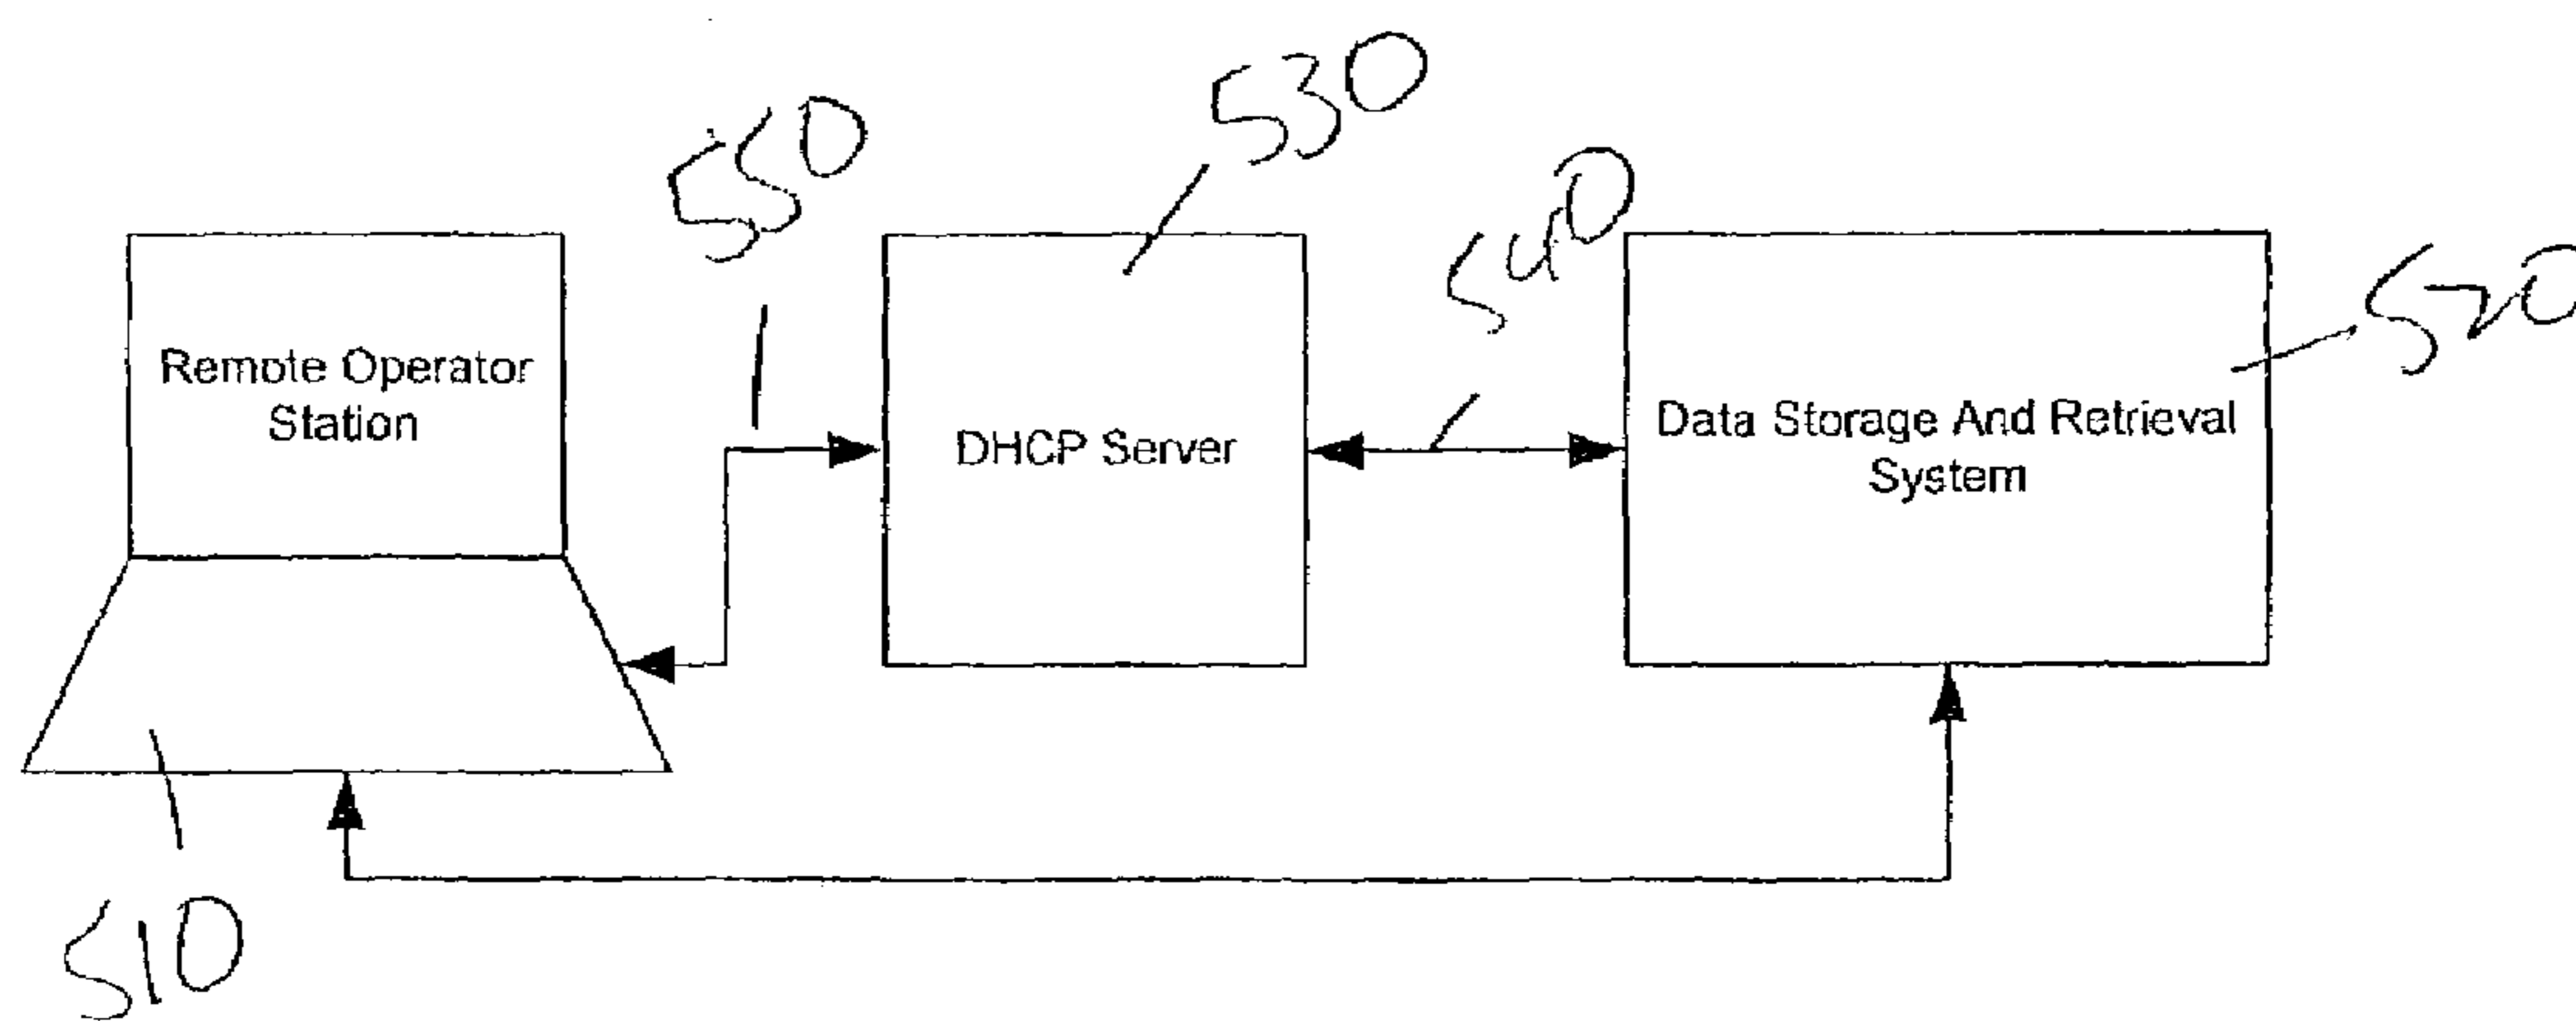 530
550
540
520
Remote Operator
Station
DHCP Server
Data Storage And Retrieval
System
510